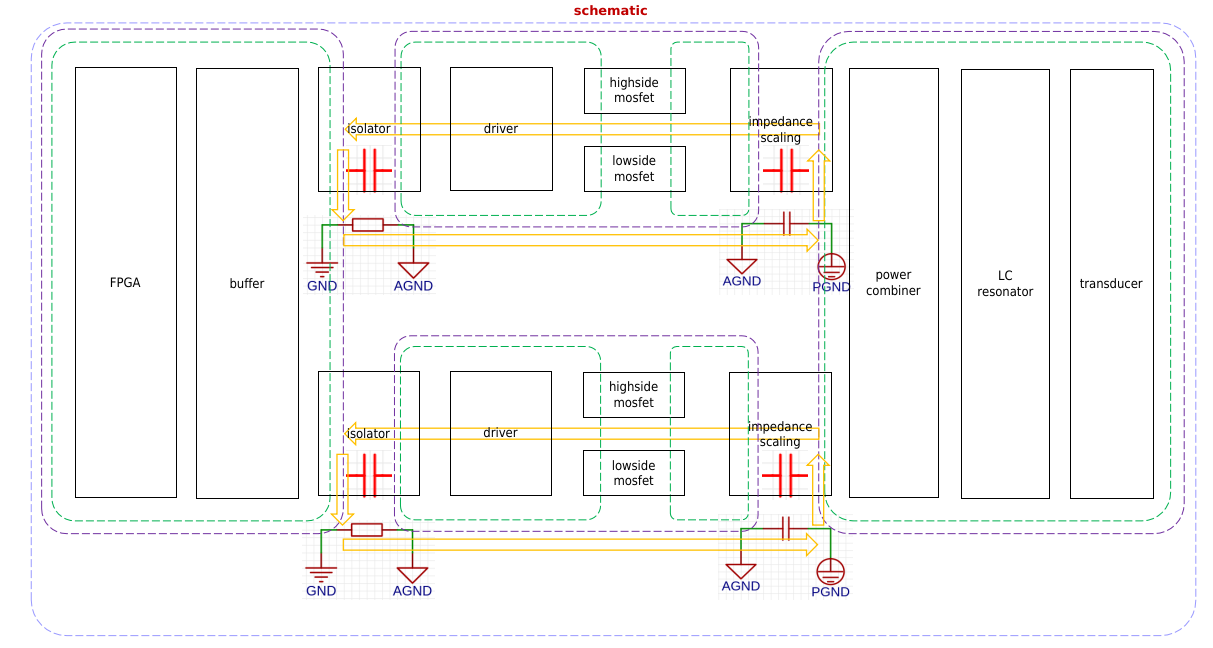 schematic
FPGA
buffer
isolator
driver
highside
mosfet
lowside
mosfet
impedance
scaling
GND
AGND
AGND
PGND
power
combiner
LC
resonator
transducer
isolator
driver
highside
mosfet
lowside
mosfet
impedance
scaling
GND
AGND
AGND
PGND